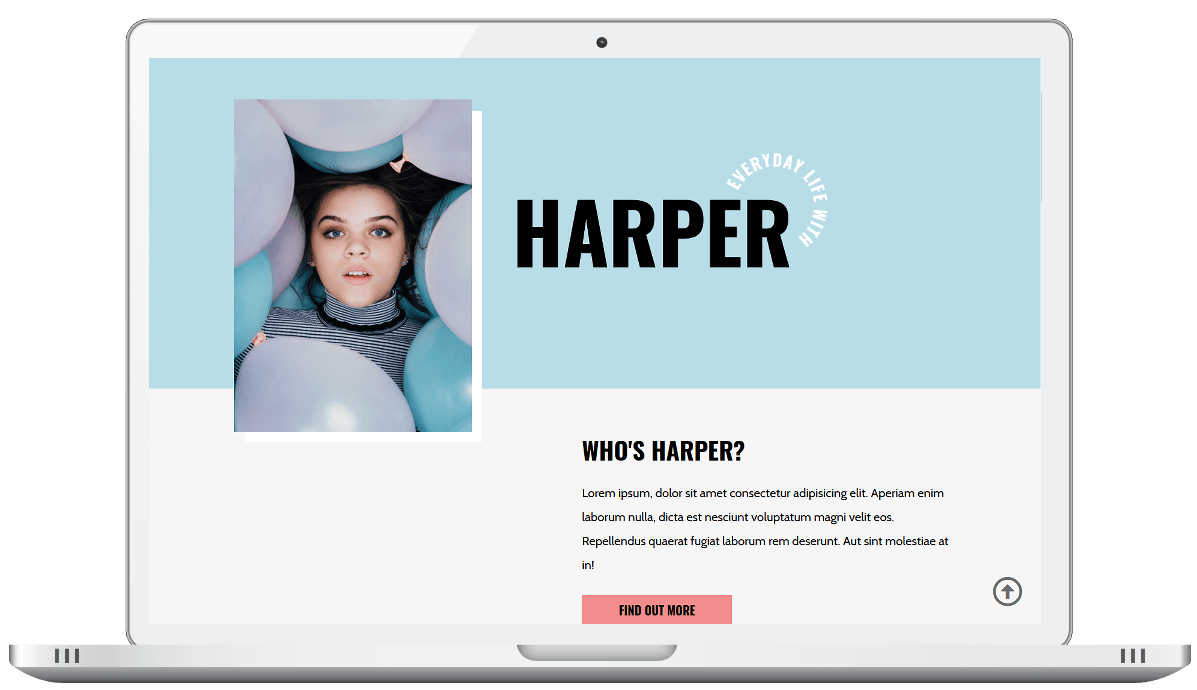 EVERYDAY LIFE WITH
HARPER
WHO'S HARPER?
Lorem ipsum, dolor sit amet consectetur adipisicing elit. Aperiam enim
laborum nulla, dicta est nesciunt voluptatum magni velit eos.
Repellendus quaerat fugiat laborum rem deserunt. Aut sint molestiae at
in!
FIND OUT MORE